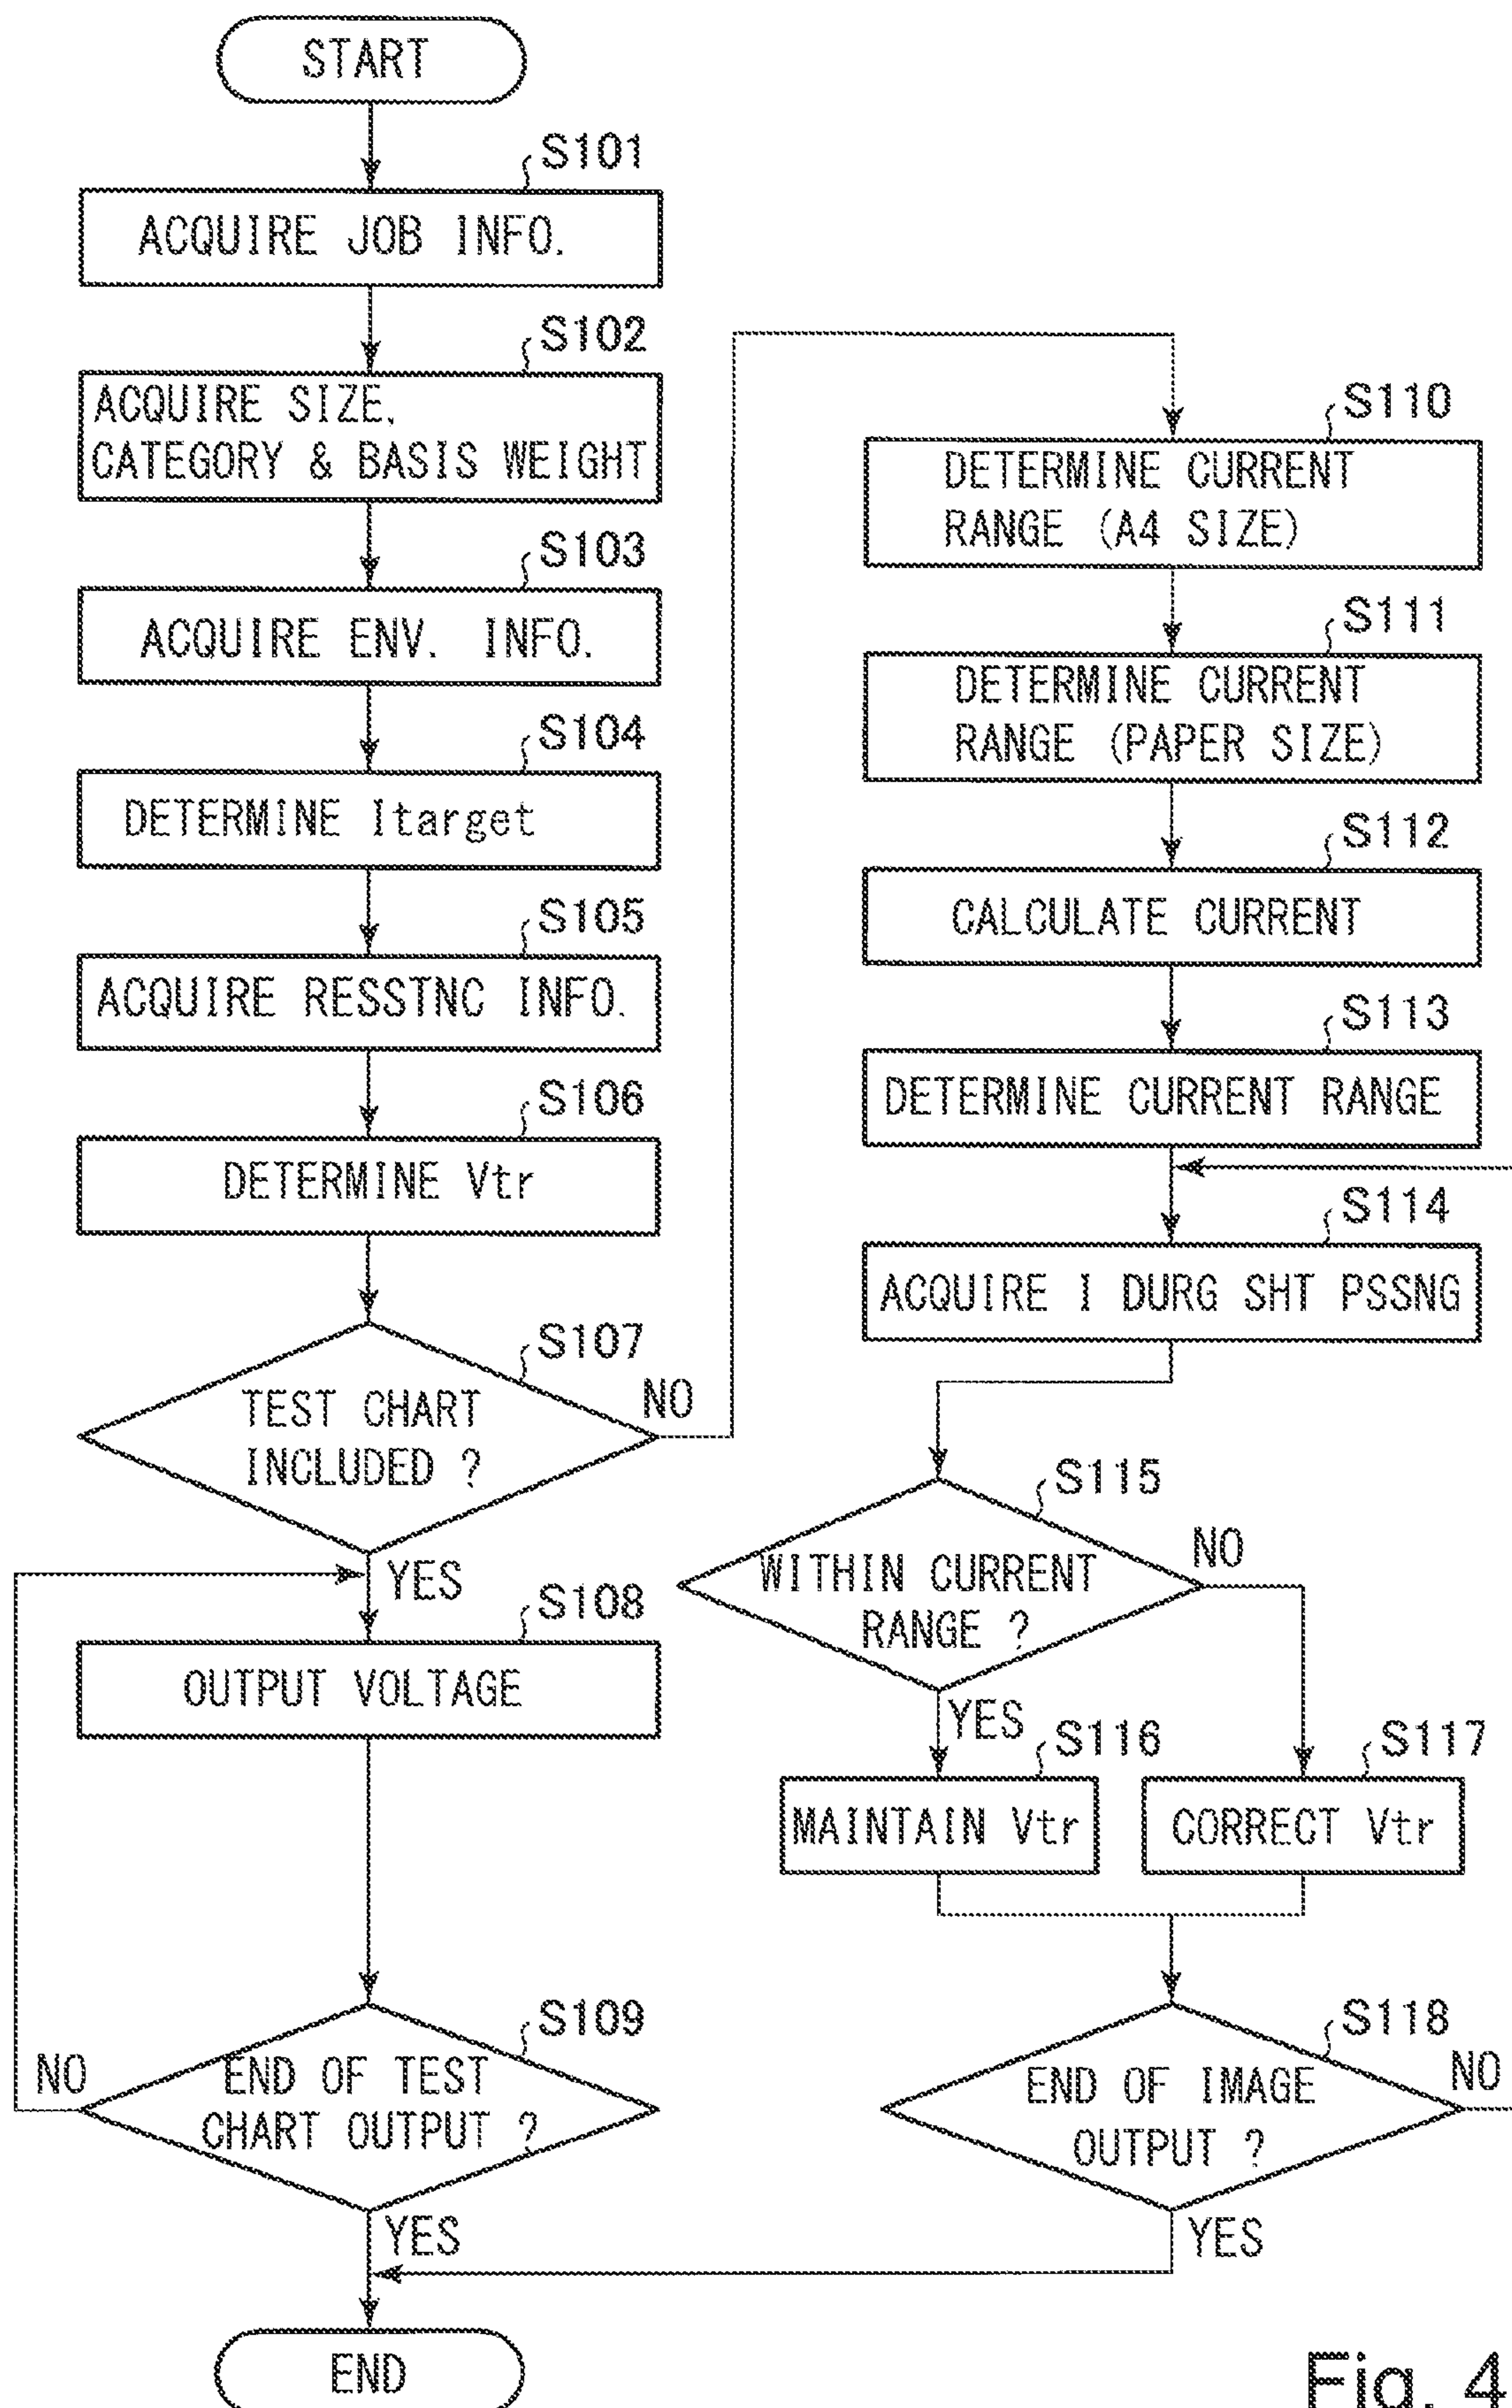 START
S101
ACQUIRE JOB INFO.
S102
ACQUIRE SIZE,
CATEGORY & BASIS WEIGHT
S103
ACQUIRE ENV. INFO.
S104
DETERMINE Itarget
S105
ACQUIRE RESSTNC INFO.
S106
DETERMINE Vtr
S107
TEST CHART
INCLUDED ?
NO
YES
S108
OUTPUT VOLTAGE
S109
END OF TEST
CHART OUTPUT ?
NO
YES
END
S110
DETERMINE CURRENT
RANGE (A4 SIZE)
S111
DETERMINE CURRENT
RANGE (PAPER SIZE)
S112
CALCULATE CURRENT
S113
DETERMINE CURRENT RANGE
S114
ACQUIRE I DURG SHT PSSNG
S115
WITHIN CURRENT
RANGE ?
NO
YES
S116
MAINTAIN Vtr
S117
CORRECT Vtr
S118
END OF IMAGE
OUTPUT ?
NO
YES
Fig. 4